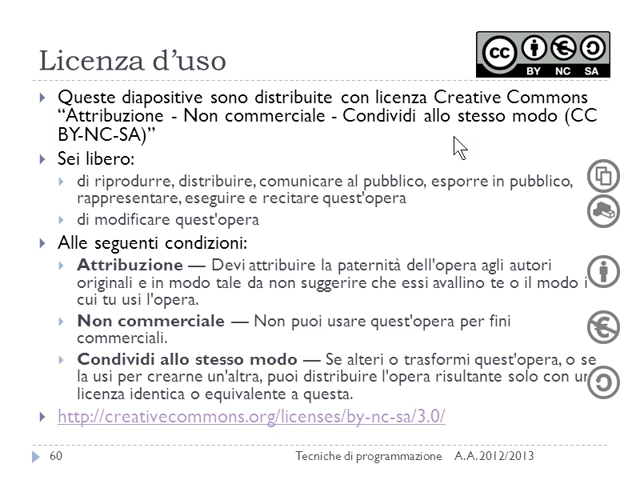 Licenza d'uso
BY NC SA
Queste diapositive sono distribuite con licenza Creative Commons
“Attribuzione - Non commerciale - Condividi allo stesso modo (CC
BY-NC-SA)”
Sei libero:
di riprodurre, distribuire, comunicare al pubblico, esporre in pubblico,
rappresentare, eseguire e recitare quest'opera
di modificare quest'opera
Alle seguenti condizioni:
Attribuzione — Devi attribuire la paternità dell'opera agli autori
originali e in modo tale da non suggerire che essi avallino te o il modo i
cui tu usi l'opera.
Non commerciale — Non puoi usare quest'opera per fini
commerciali.
Condividi allo stesso modo — Se alteri o trasformi quest'opera, o se
la usi per crearne un'altra, puoi distribuire l'opera risultante solo con un
licenza identica o equivalente a questa.
http://creativecommons.org/licenses/by-nc-sa/3.0/
60 Tecniche di programmazione A.A. 2012/2013